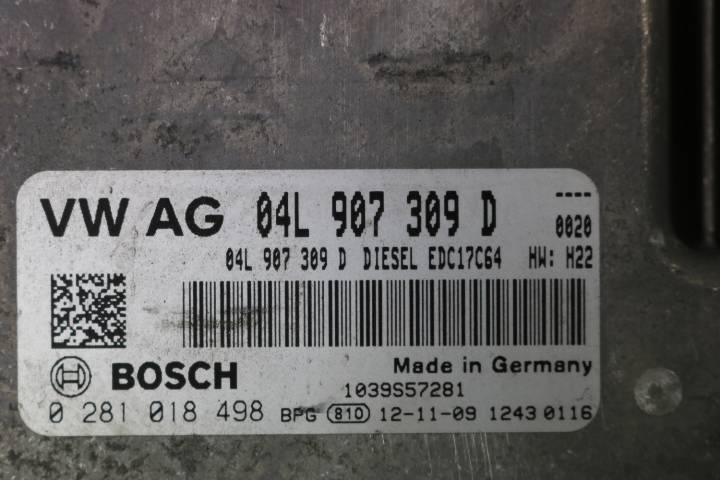 VW AG 04L 907 309 D ----
0020
04L 907 309 D DIESEL EDC17C64 HW: H22
BOSCH Made in Germany
1039S57281
0 281 018 498 BPG 810 12-11-09 1243 0116